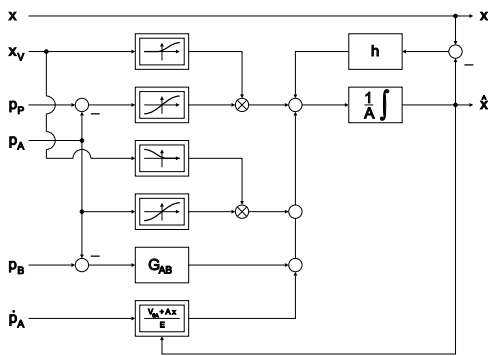 x x
x_V h −
p_P − 1/A ∫ x̂
p_A
p_B − G_AB
ṗ_A V_0A + Ax / E